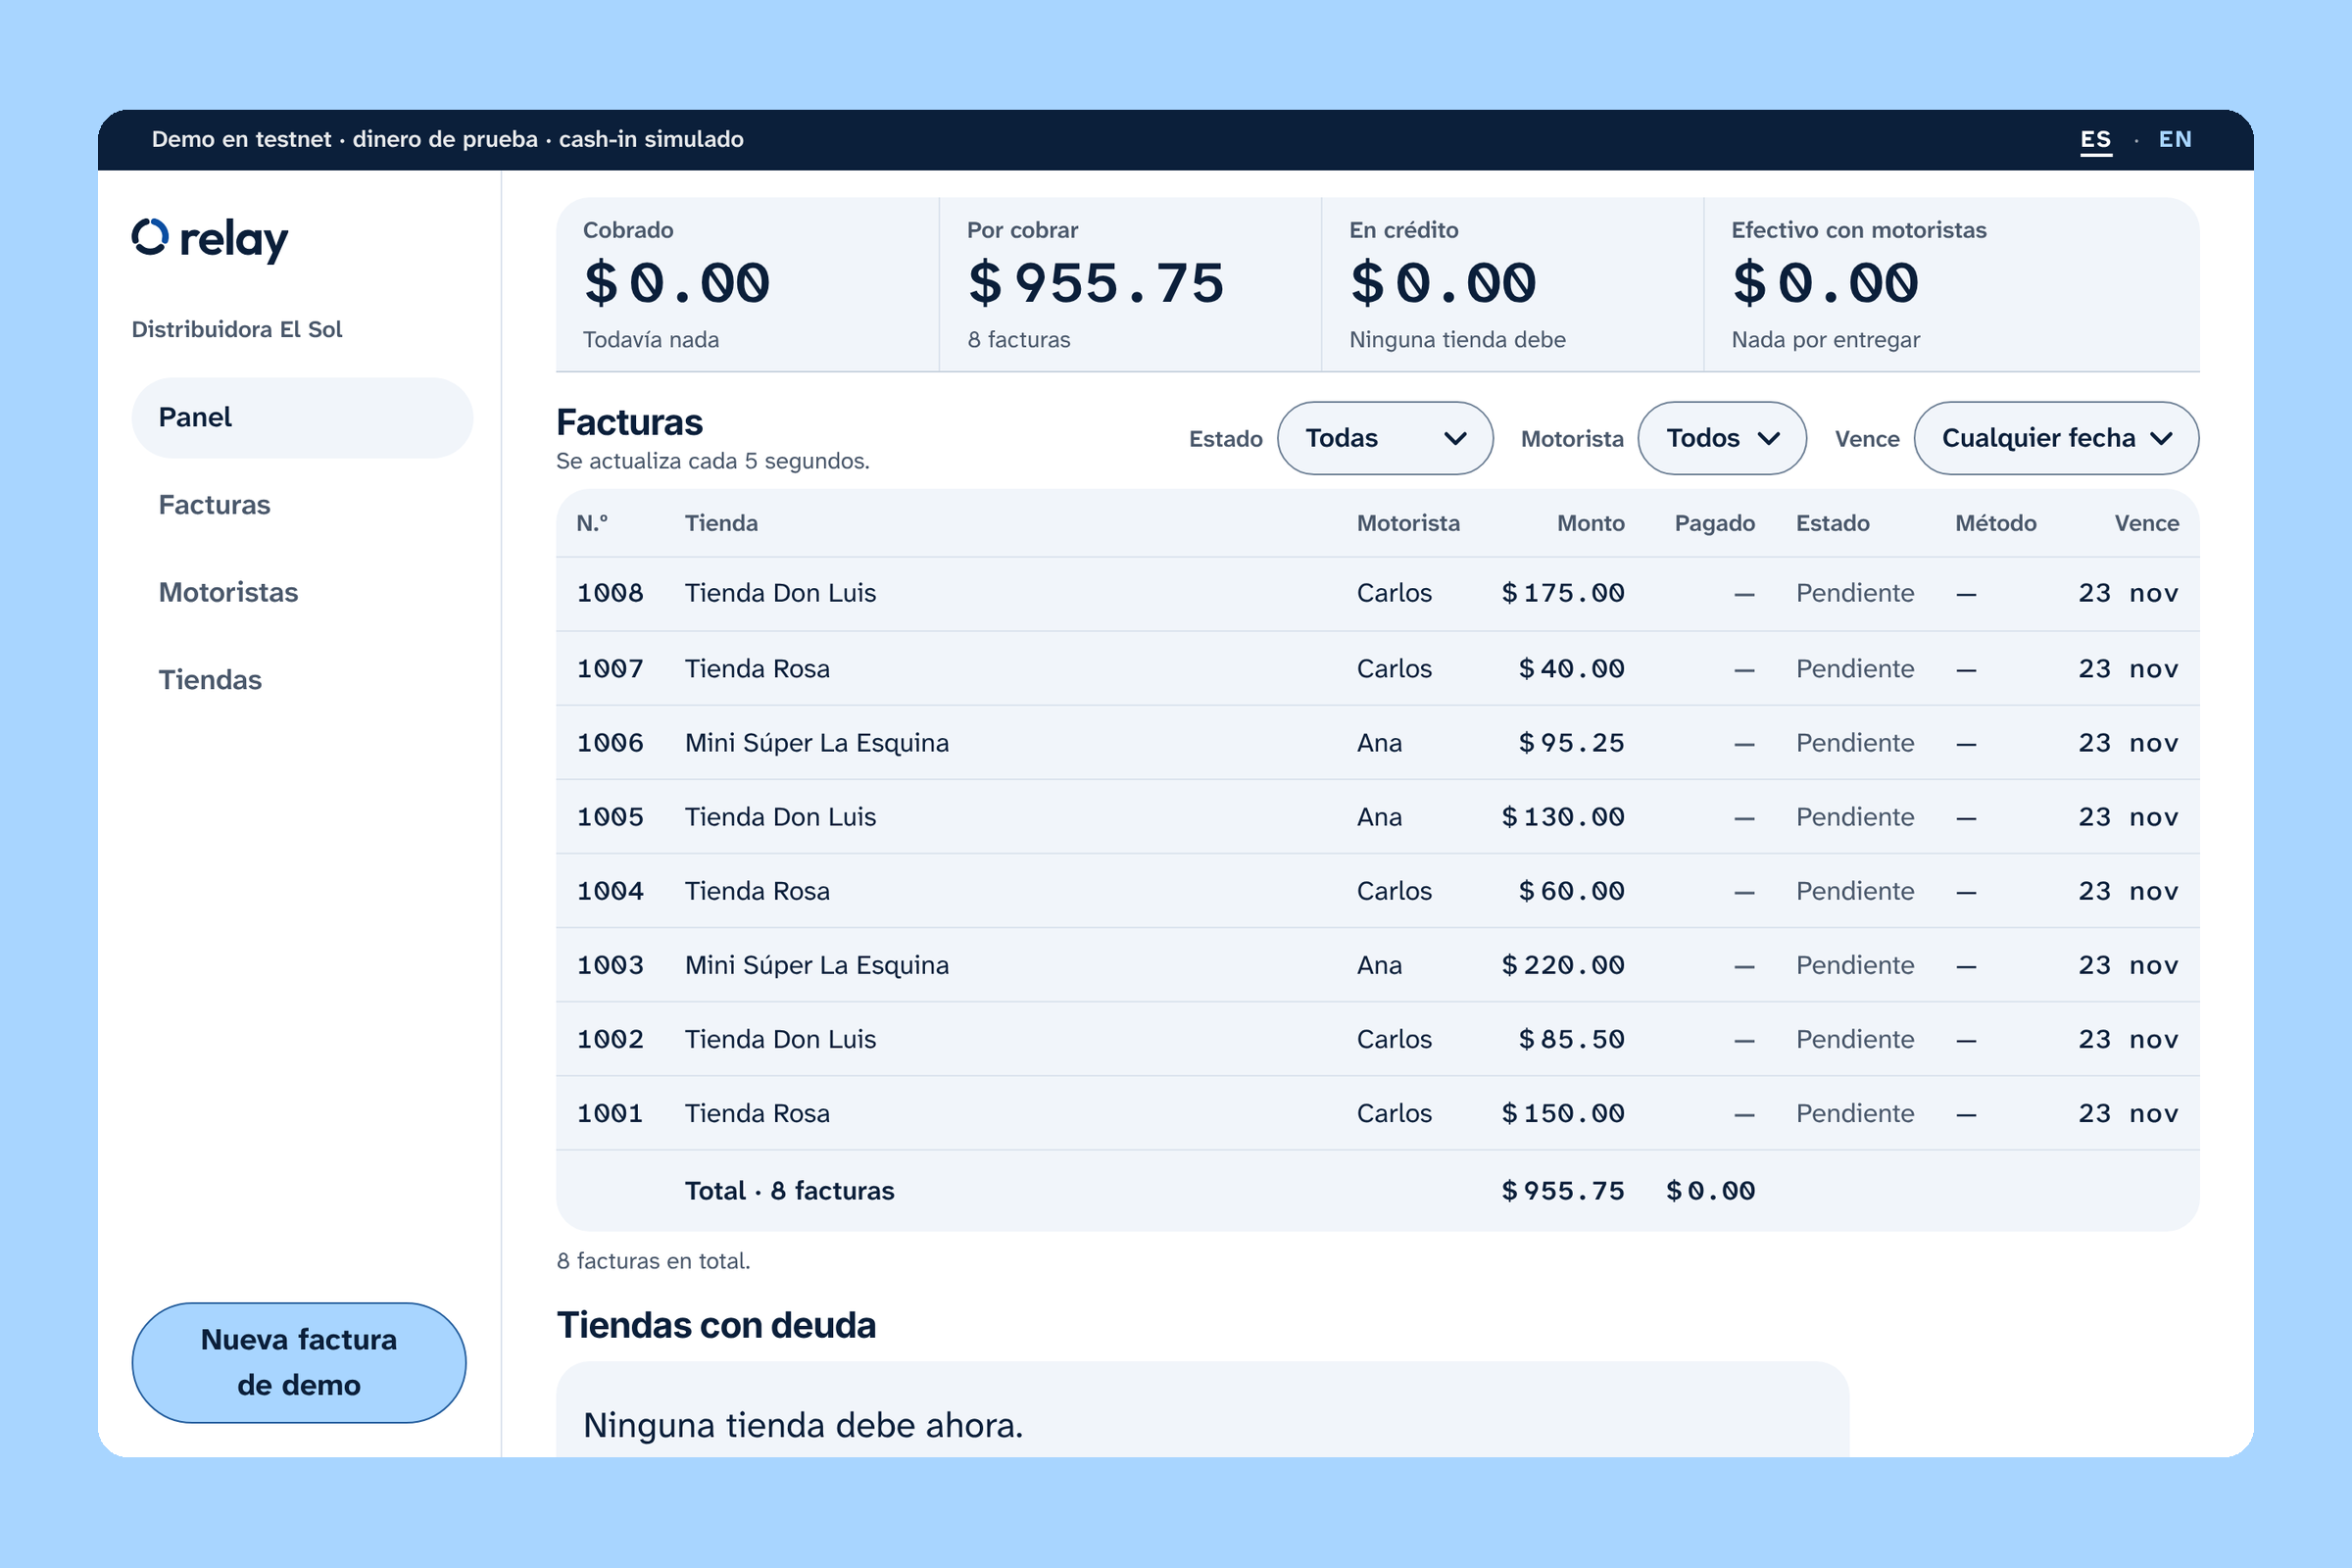 Demo en testnet · dinero de prueba · cash-in simulado
ES · EN
relay
Distribuidora El Sol
Panel
Facturas
Motoristas
Tiendas
Nueva factura
de demo
Cobrado
$0.00
Todavía nada
Por cobrar
$955.75
8 facturas
En crédito
$0.00
Ninguna tienda debe
Efectivo con motoristas
$0.00
Nada por entregar
Facturas
Se actualiza cada 5 segundos.
Estado Todas Motorista Todos Vence Cualquier fecha
N.º Tienda Motorista Monto Pagado Estado Método Vence
1008 Tienda Don Luis Carlos $175.00 — Pendiente — 23 nov
1007 Tienda Rosa Carlos $40.00 — Pendiente — 23 nov
1006 Mini Súper La Esquina Ana $95.25 — Pendiente — 23 nov
1005 Tienda Don Luis Ana $130.00 — Pendiente — 23 nov
1004 Tienda Rosa Carlos $60.00 — Pendiente — 23 nov
1003 Mini Súper La Esquina Ana $220.00 — Pendiente — 23 nov
1002 Tienda Don Luis Carlos $85.50 — Pendiente — 23 nov
1001 Tienda Rosa Carlos $150.00 — Pendiente — 23 nov
Total · 8 facturas $955.75 $0.00
8 facturas en total.
Tiendas con deuda
Ninguna tienda debe ahora.